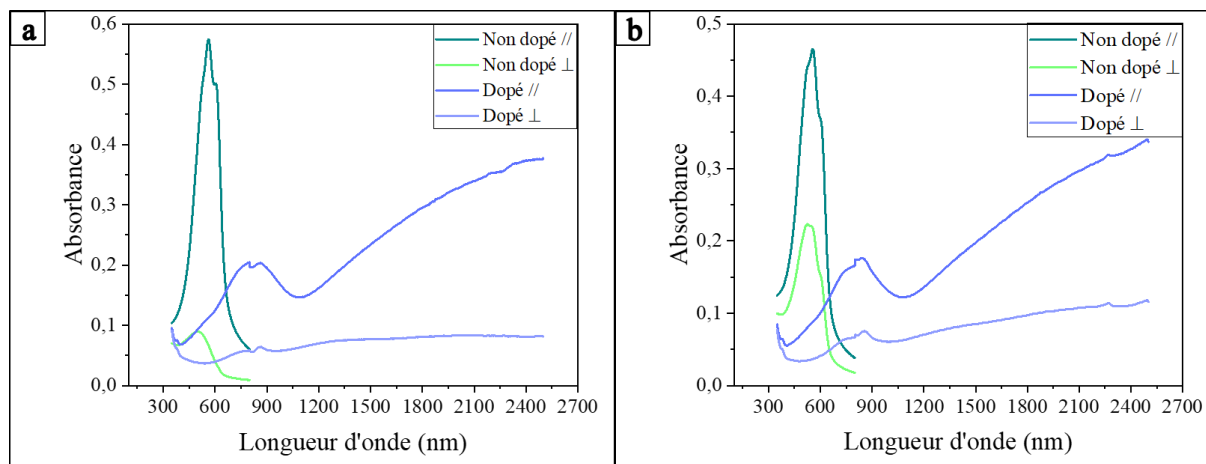 a
Non dopé //
Non dopé ⊥
Dopé //
Dopé ⊥
0,6
0,5
0,4
0,3
0,2
0,1
0,0
Absorbance
300 600 900 1200 1500 1800 2100 2400 2700
Longueur d'onde (nm)
b
Non dopé //
Non dopé ⊥
Dopé //
Dopé ⊥
0,5
0,4
0,3
0,2
0,1
0,0
Absorbance
300 600 900 1200 1500 1800 2100 2400 2700
Longueur d'onde (nm)